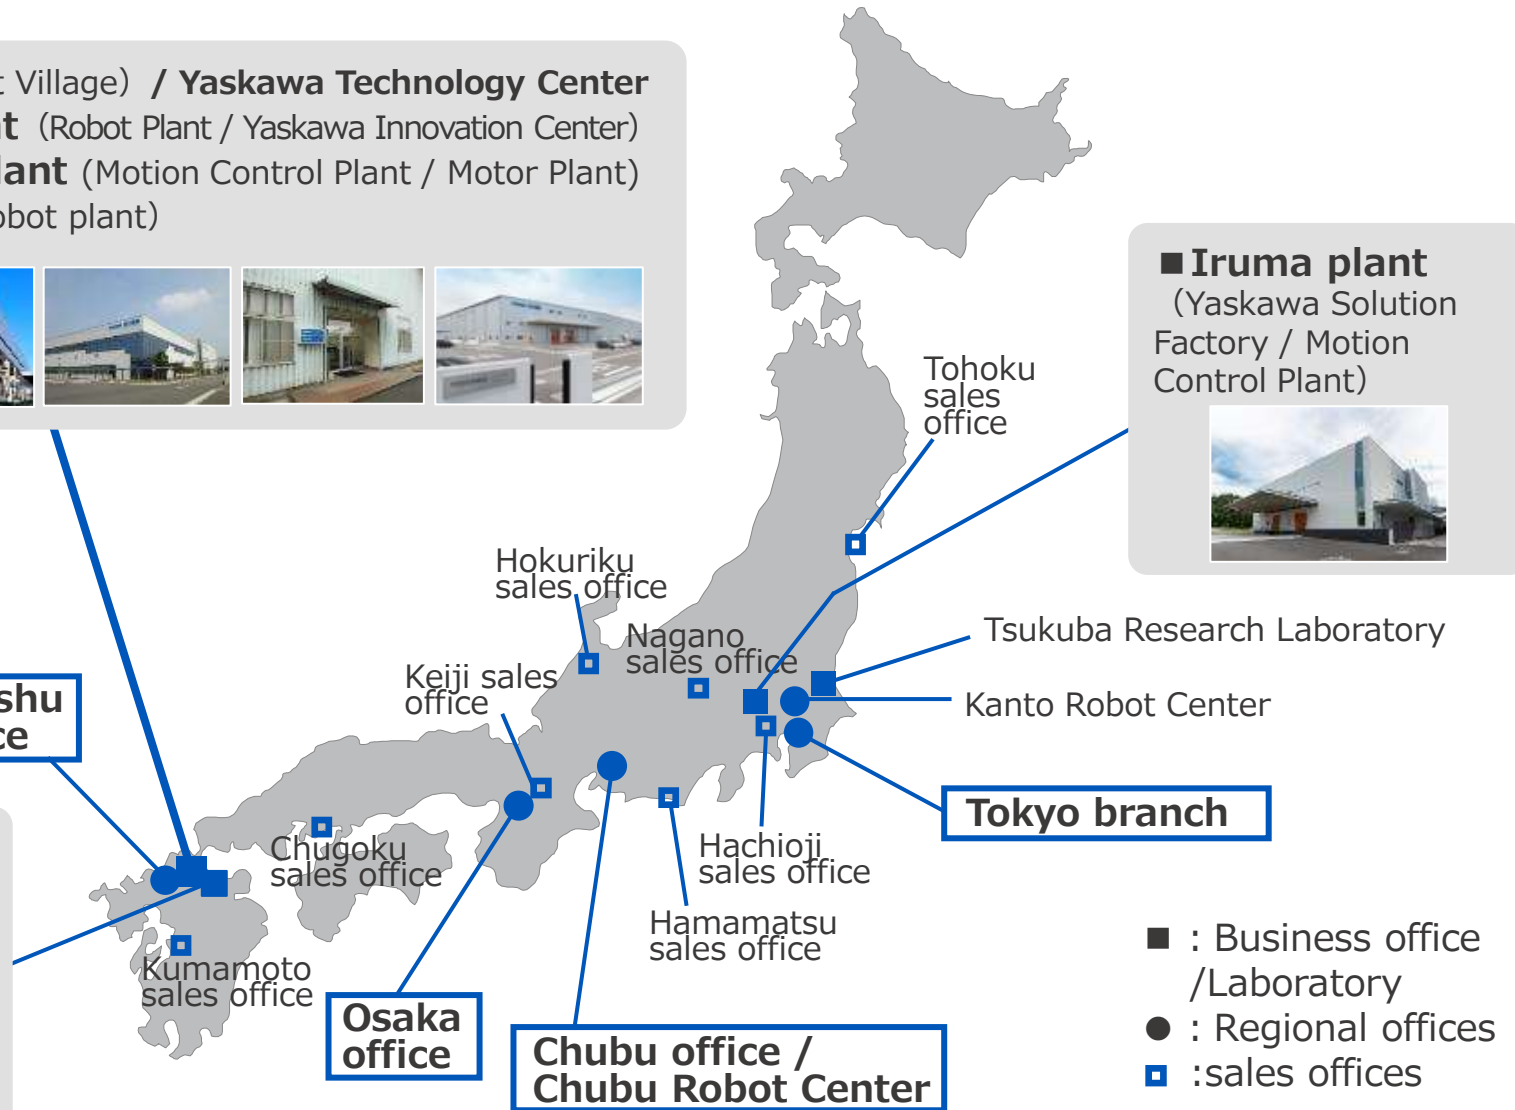 t Village）/ Yaskawa Technology Center
nt（Robot Plant / Yaskawa Innovation Center）
lant (Motion Control Plant / Motor Plant)
obot plant）
■Iruma plant
（Yaskawa Solution
Factory / Motion
Control Plant）
Tohoku
sales
office
Hokuriku
sales office
Nagano
sales office
Tsukuba Research Laboratory
Keiji sales
office
Kanto Robot Center
shu
ce
Tokyo branch
Chugoku
sales office
Hachioji
sales office
Hamamatsu
sales office
Kumamoto
sales office
Osaka
office
Chubu office /
Chubu Robot Center
■ : Business office
/Laboratory
● : Regional offices
:sales offices